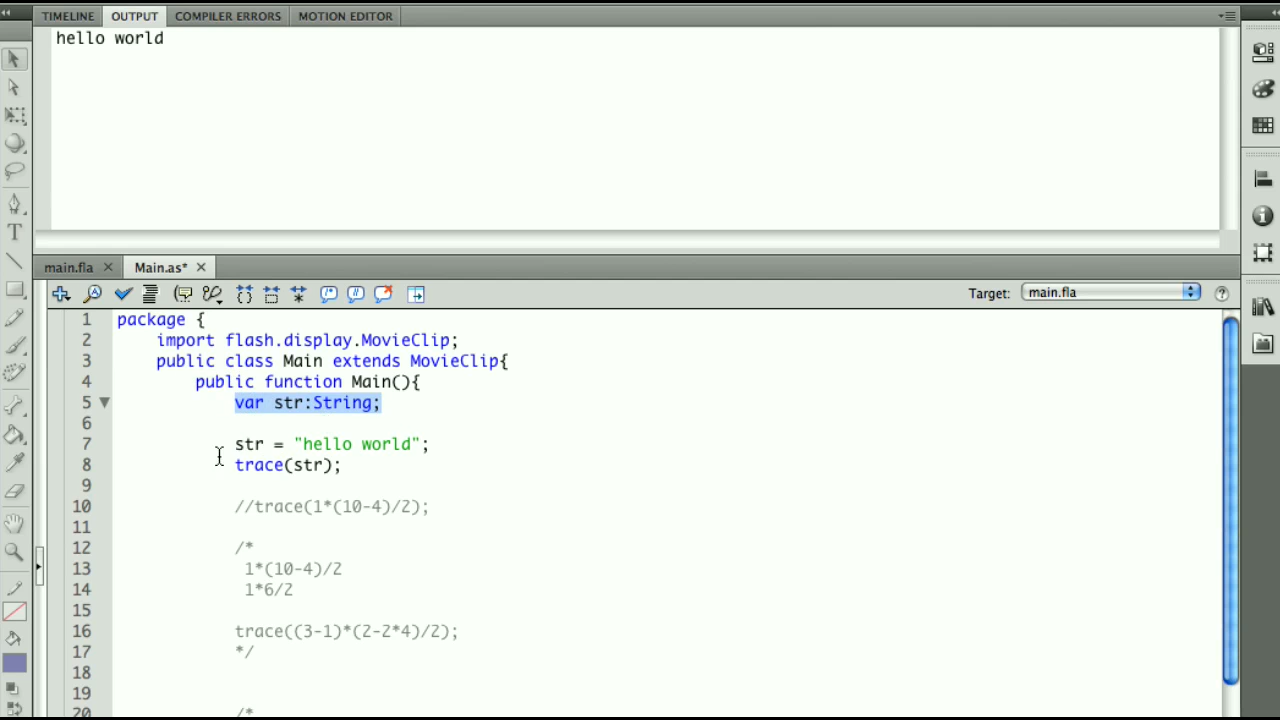 TIMELINE OUTPUT COMPILER ERRORS MOTION EDITOR
hello world
main.fla Main.as*
Target: main.fla
1 package {
2 import flash.display.MovieClip;
3 public class Main extends MovieClip{
4 public function Main(){
5 var str:String;
6
7 str = "hello world";
8 trace(str);
9
10 //trace(1*(10-4)/2);
11
12 /*
13 1*(10-4)/2
14 1*6/2
15
16 trace((3-1)*(2-2*4)/2);
17 */
18
19
20 /*